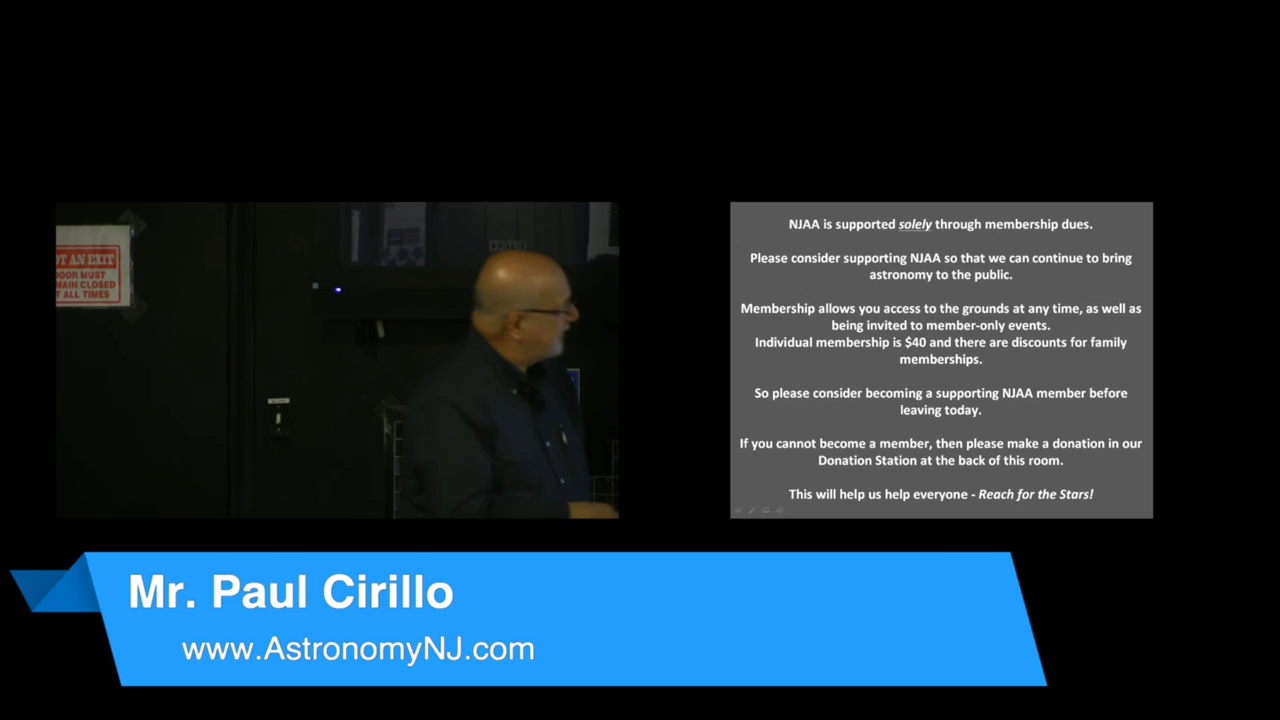 OT AN EXIT
DOOR MUST
MAIN CLOSED
T ALL TIMES
NJAA is supported solely through membership dues.
Please consider supporting NJAA so that we can continue to bring
astronomy to the public.
Membership allows you access to the grounds at any time, as well as
being invited to member-only events.
Individual membership is $40 and there are discounts for family
memberships.
So please consider becoming a supporting NJAA member before
leaving today.
If you cannot become a member, then please make a donation in our
Donation Station at the back of this room.
This will help us help everyone - Reach for the Stars!
Mr. Paul Cirillo
www.AstronomyNJ.com